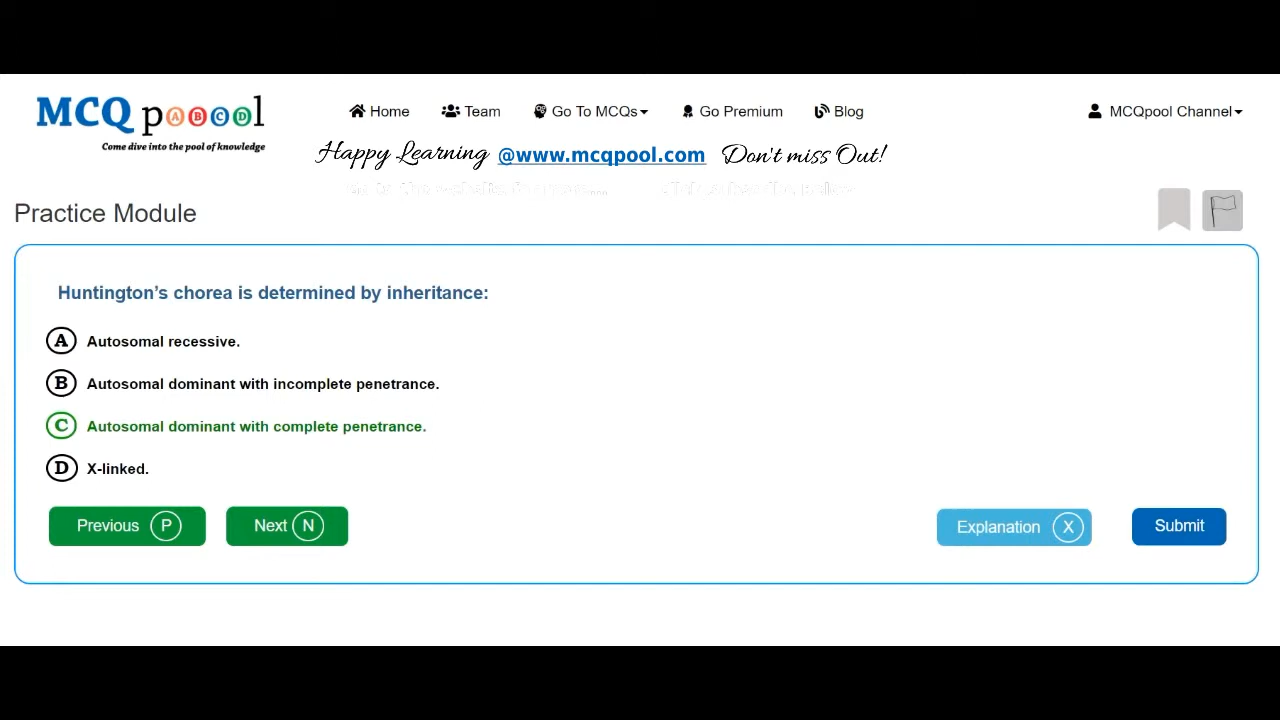 MCQ pABCDl
Come dive into the pool of knowledge
Home Team Go To MCQs Go Premium Blog MCQpool Channel
Happy Learning @www.mcqpool.com Don't miss Out!
Practice Module
Huntington's chorea is determined by inheritance:
A Autosomal recessive.
B Autosomal dominant with incomplete penetrance.
C Autosomal dominant with complete penetrance.
D X-linked.
Previous P Next N Explanation X Submit